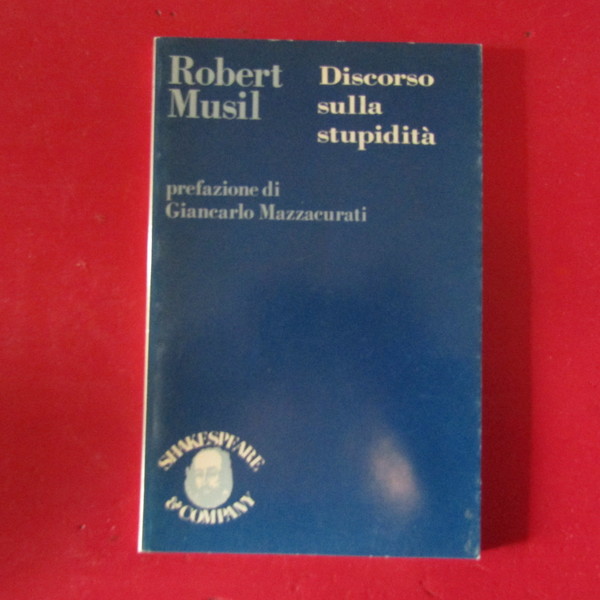 Robert
Musil
Discorso
sulla
stupidità
prefazione di
Giancarlo Mazzacurati
SHAKESPEARE
& COMPANY